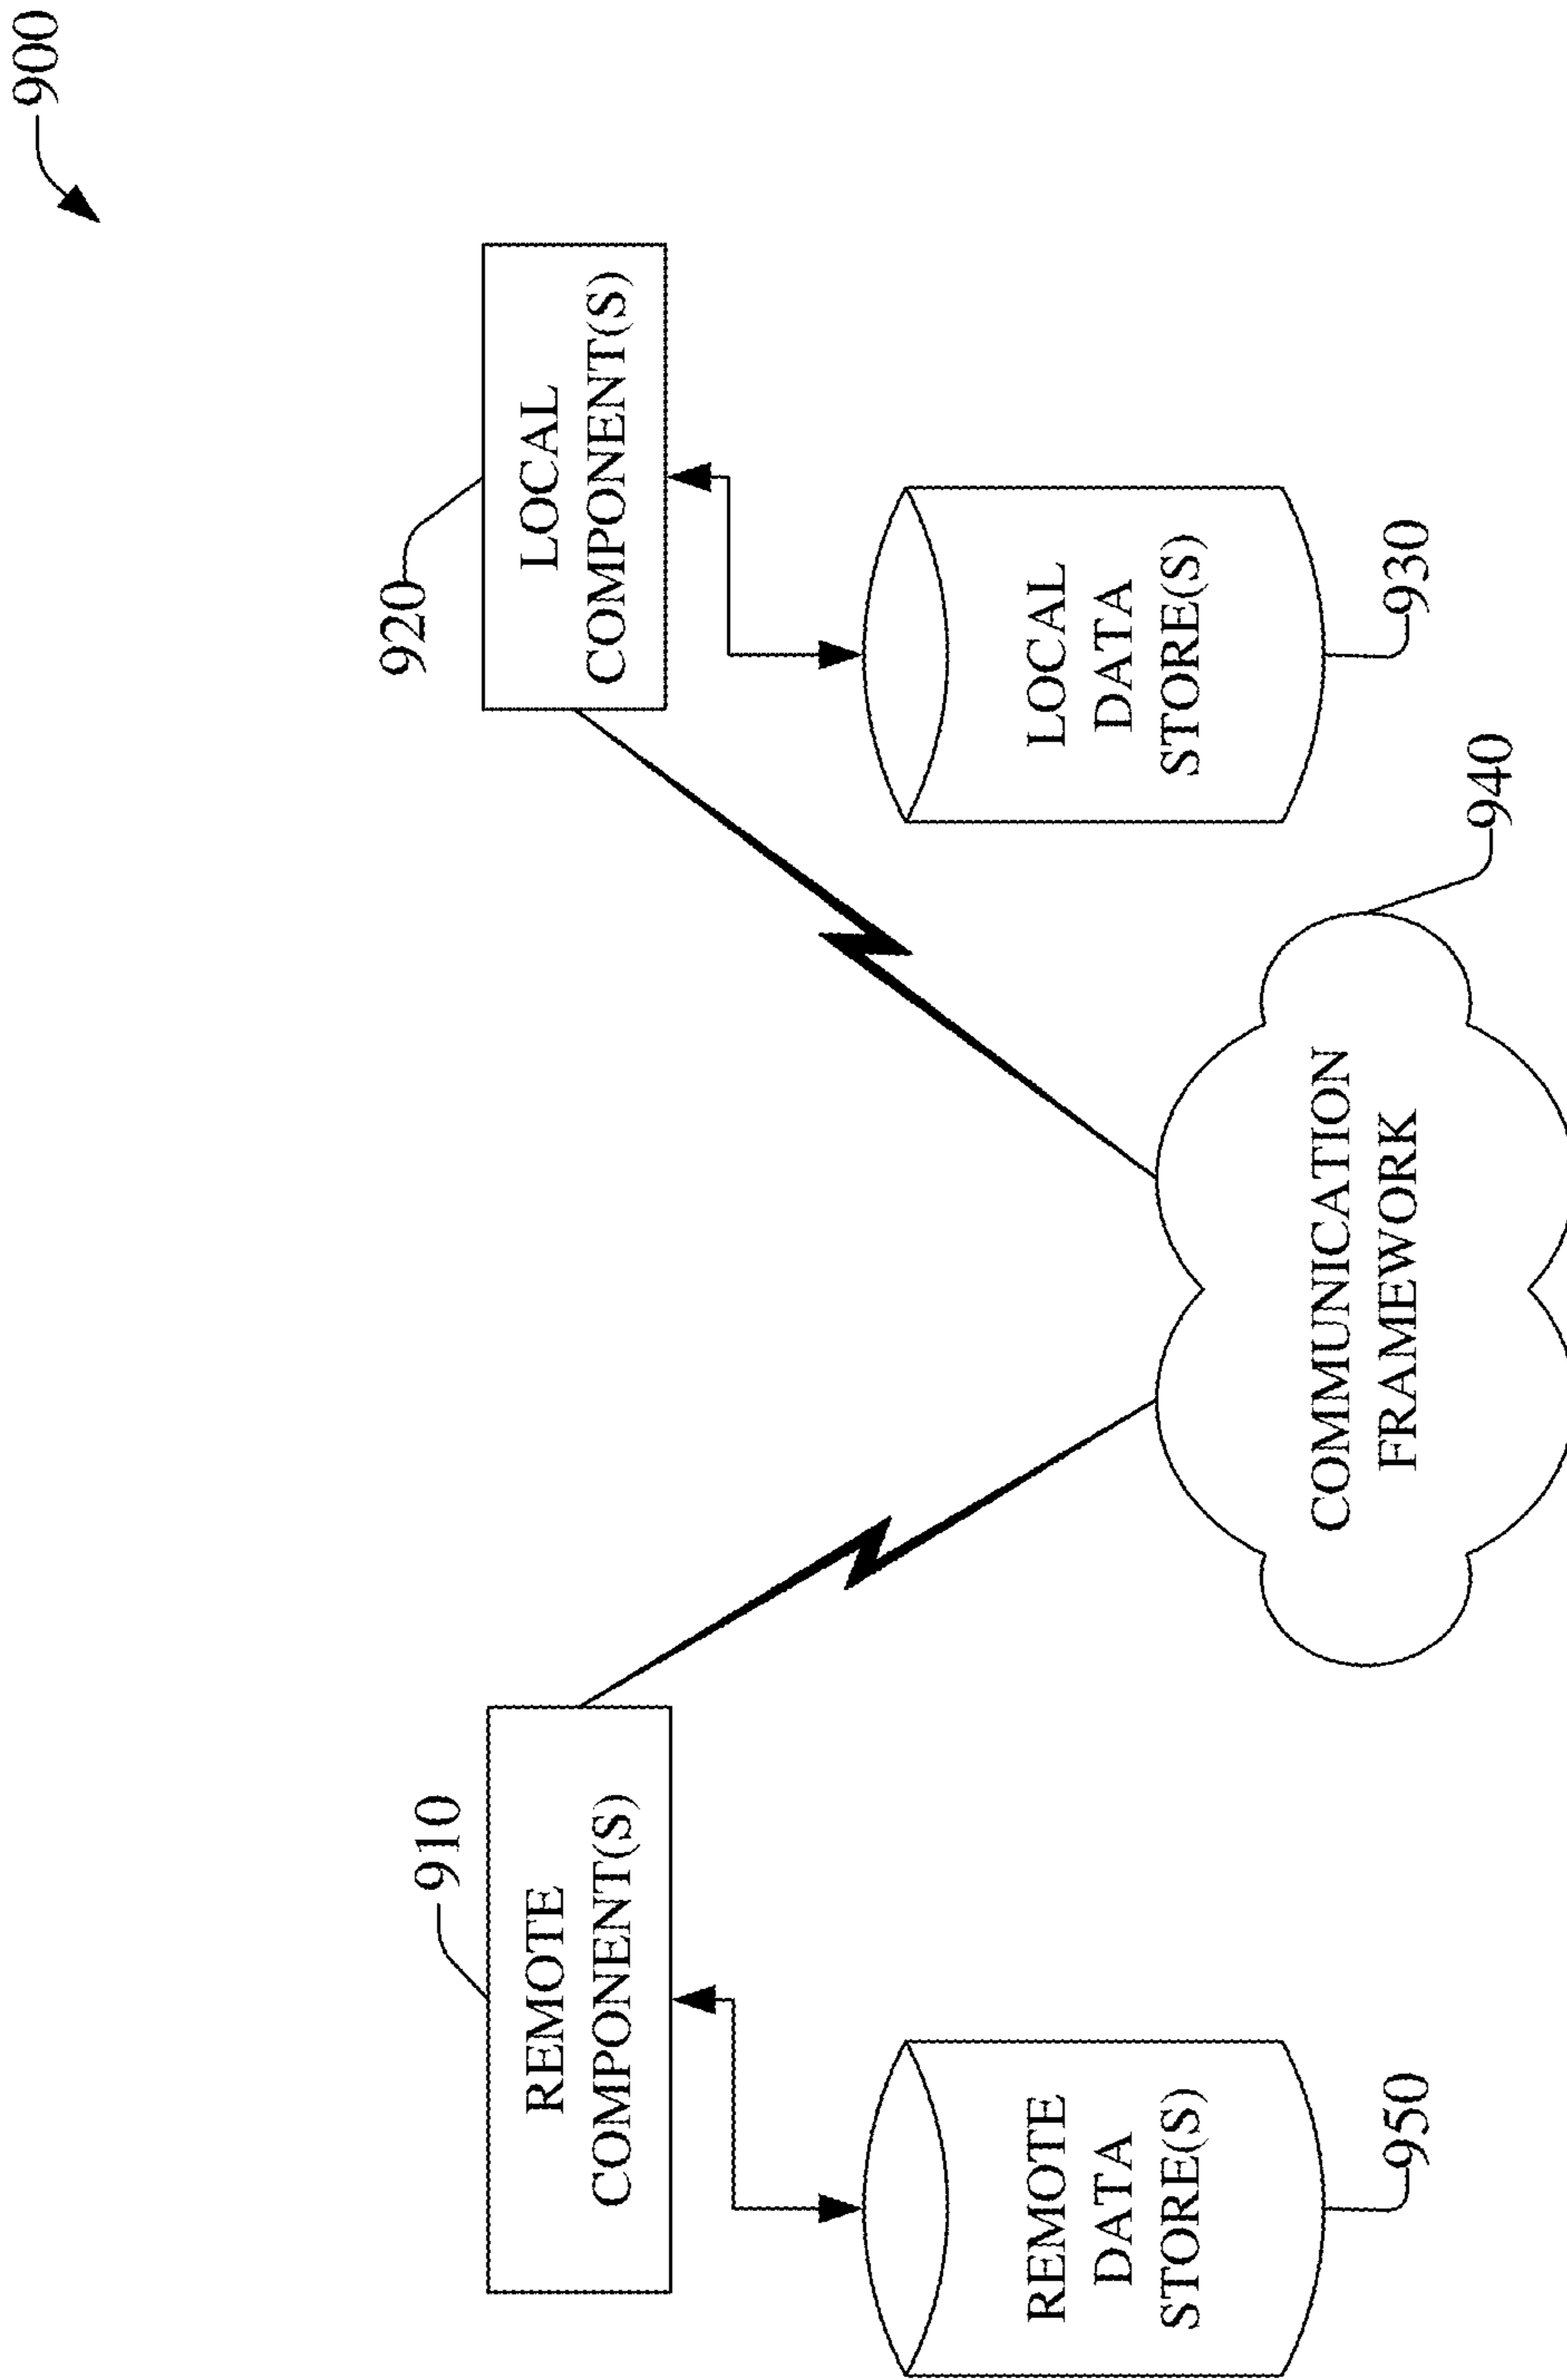 900
910
920
REMOTE
COMPONENT(S)
LOCAL
COMPONENT(S)
REMOTE
DATA
STORE(S)
LOCAL
DATA
STORE(S)
COMMUNICATION
FRAMEWORK
950
930
940